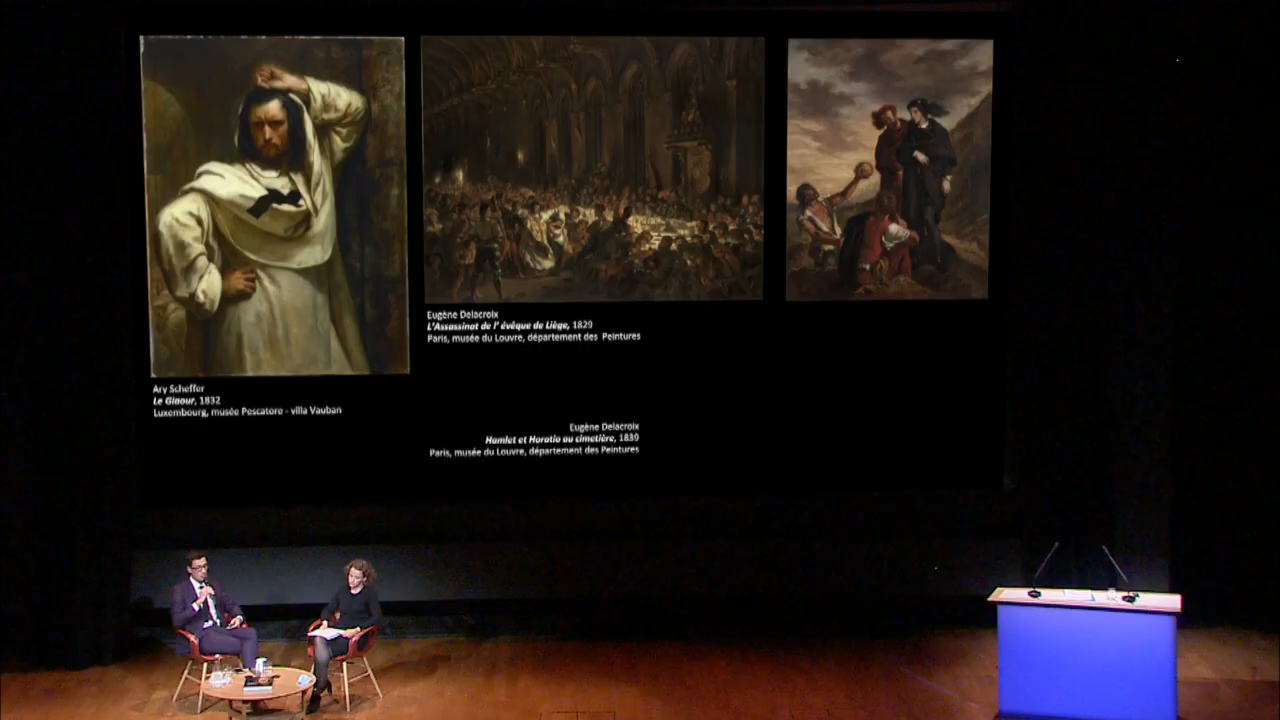 Eugène Delacroix
L'Assassinat de l' évêque de Liège, 1829
Paris, musée du Louvre, département des Peintures
Ary Scheffer
Le Giaour, 1832
Luxembourg, musée Pescatore - villa Vauban
Eugène Delacroix
Hamlet et Horatio au cimetière, 1839
Paris, musée du Louvre, département des Peintures